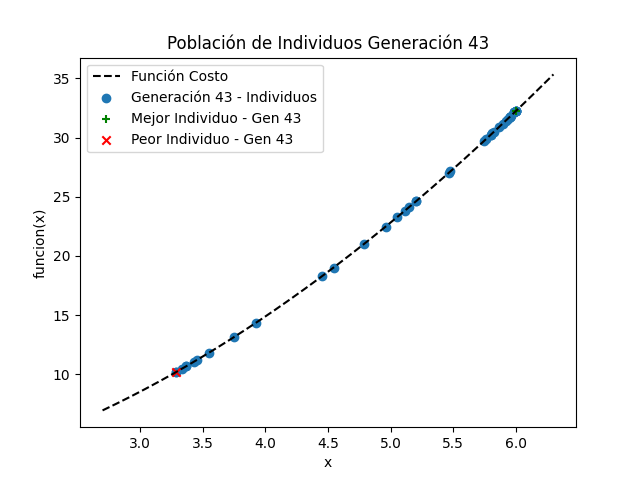 Población de Individuos Generación 43
Función Costo
Generación 43 - Individuos
Mejor Individuo - Gen 43
Peor Individuo - Gen 43
funcion(x)
35
30
25
20
15
10
3.0 3.5 4.0 4.5 5.0 5.5 6.0
x